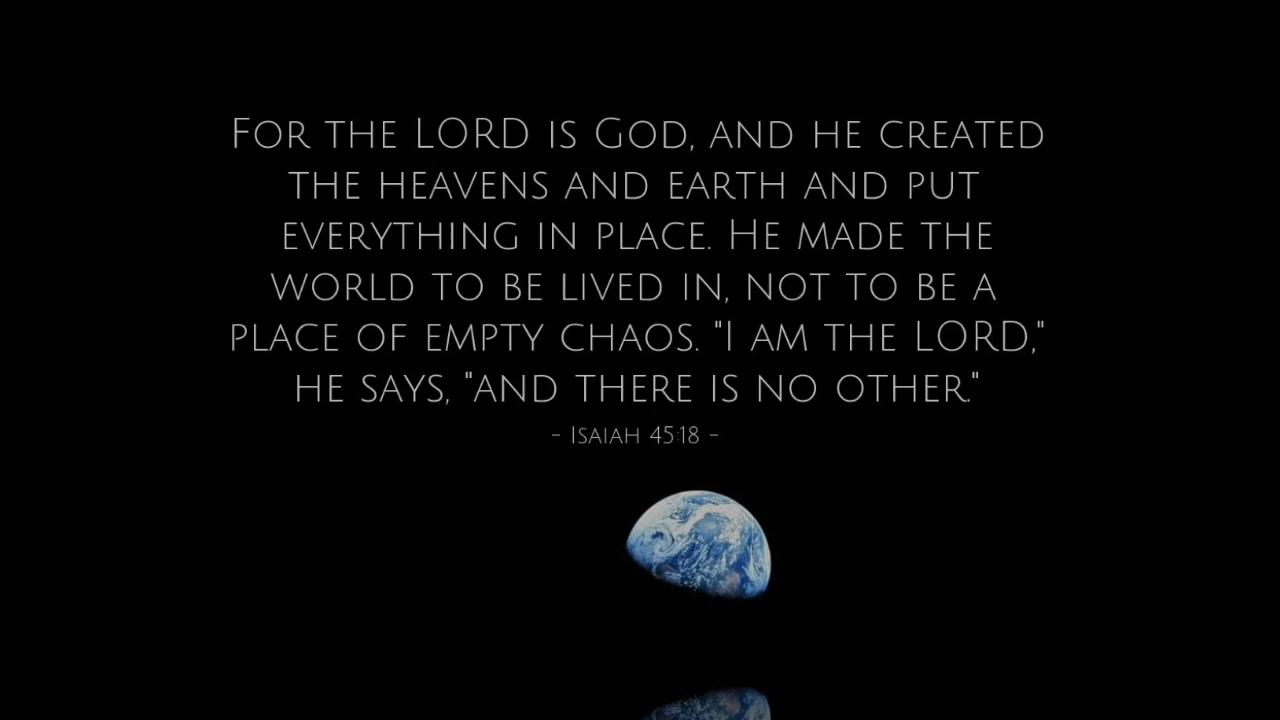 For the LORD is God, and he created
the heavens and earth and put
everything in place. He made the
world to be lived in, not to be a
place of empty chaos. "I am the LORD,"
he says, "and there is no other."
- Isaiah 45:18 -